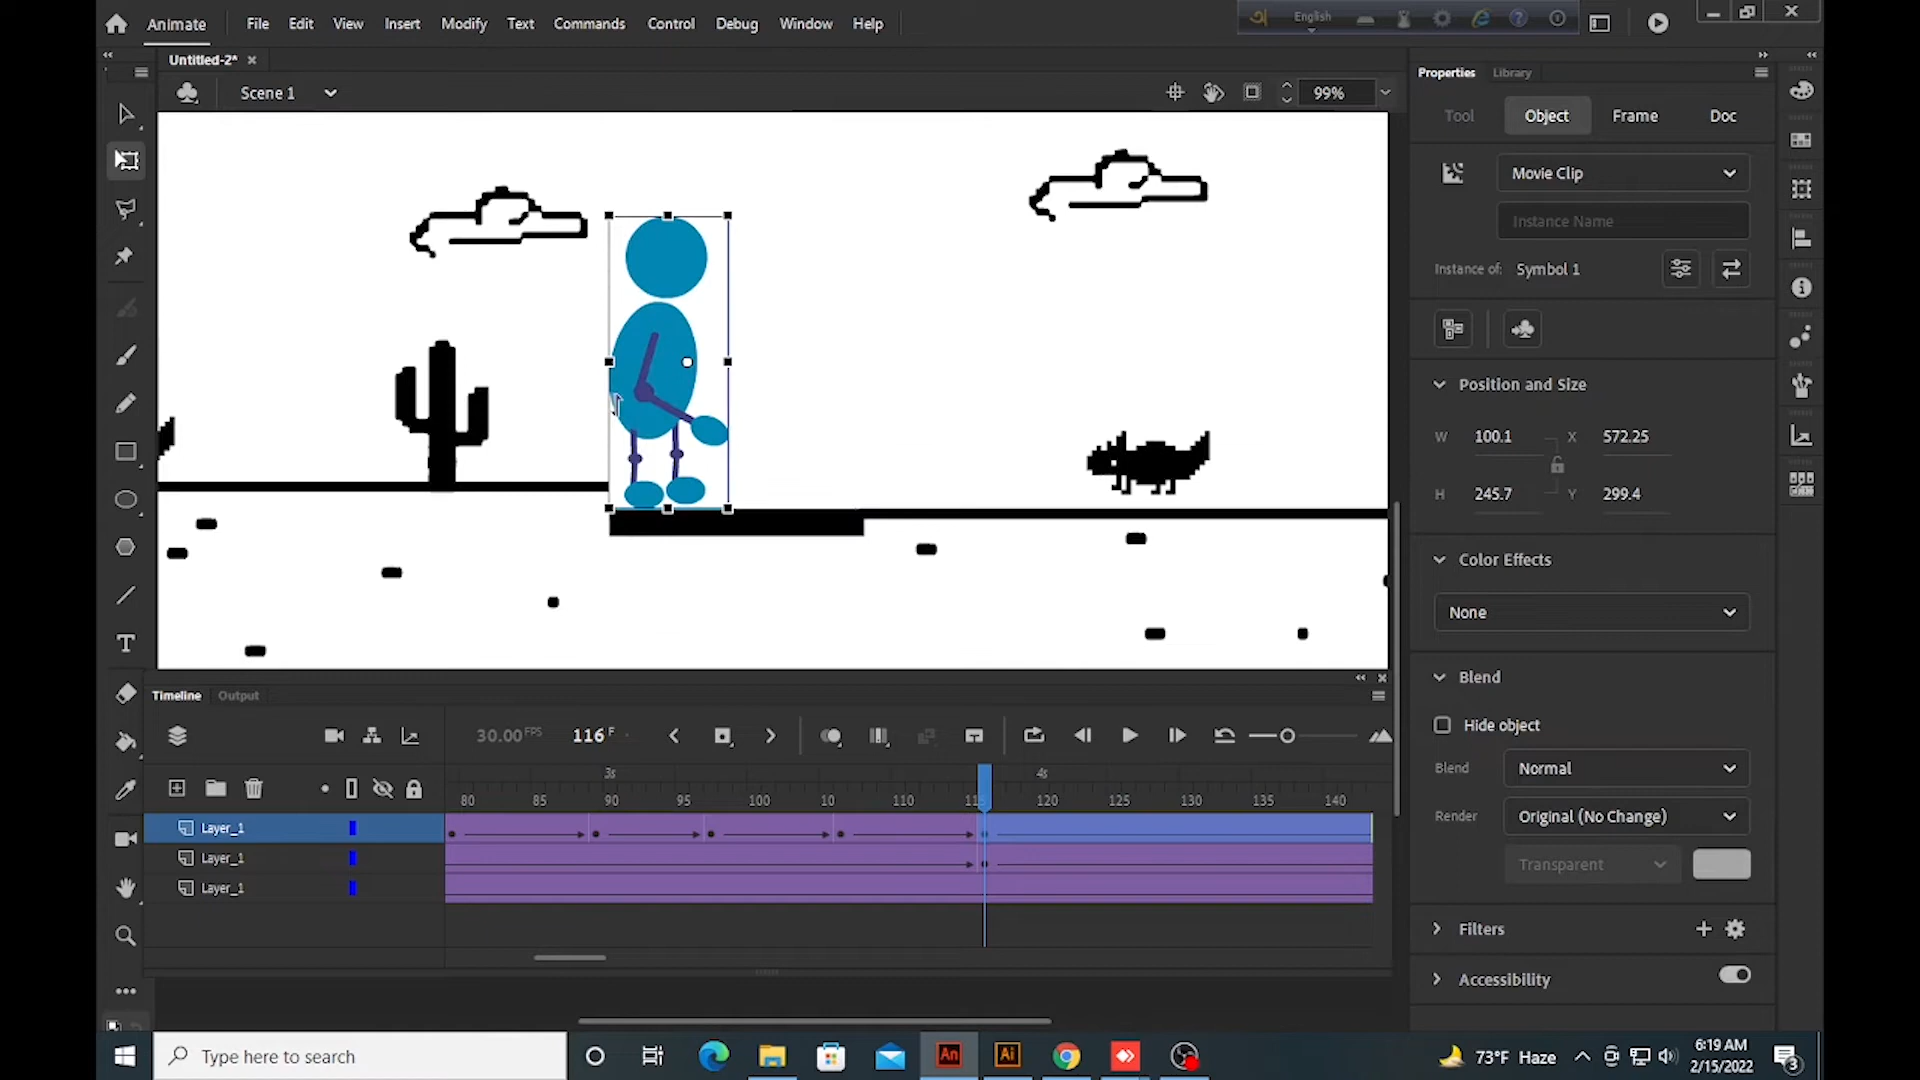 Animate File Edit View Insert Modify Text Commands Control Debug Window Help
English
Untitled-2*
Scene 1
99%
Properties Library
Tool Object Frame Doc
Movie Clip
Instance Name
Instance of: Symbol 1
Position and Size
W 100.1 X 572.25
H 245.7 Y 299.4
Color Effects
None
Blend
Hide object
Blend Normal
Render Original (No Change)
Transparent
Filters
Accessibility
Timeline Output
30.00 FPS 116 F
3s 4s
80 85 90 95 100 10 110 115 120 125 130 135 140
Layer_1
Layer_1
Layer_1
Type here to search
An Ai
73°F Haze
6:19 AM
2/15/2022
3